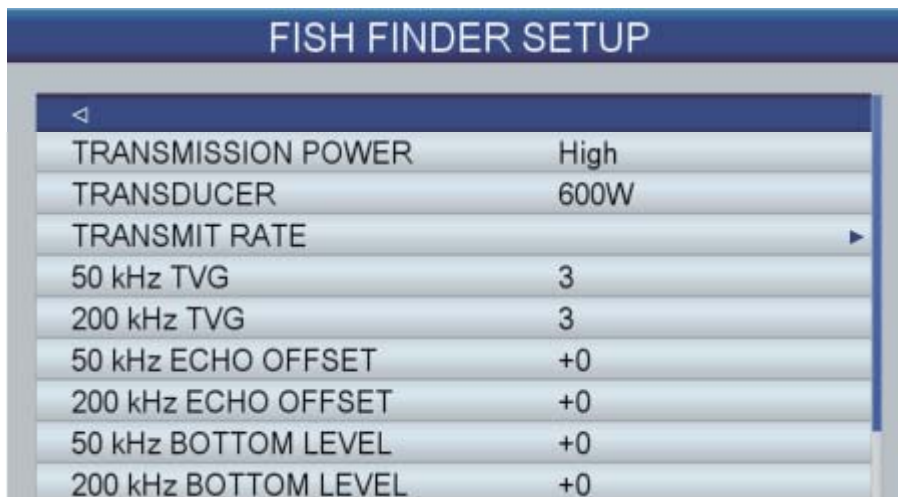 FISH FINDER SETUP
TRANSMISSION POWER High
TRANSDUCER 600W
TRANSMIT RATE
50 kHz TVG 3
200 kHz TVG 3
50 kHz ECHO OFFSET +0
200 kHz ECHO OFFSET +0
50 kHz BOTTOM LEVEL +0
200 kHz BOTTOM LEVEL +0